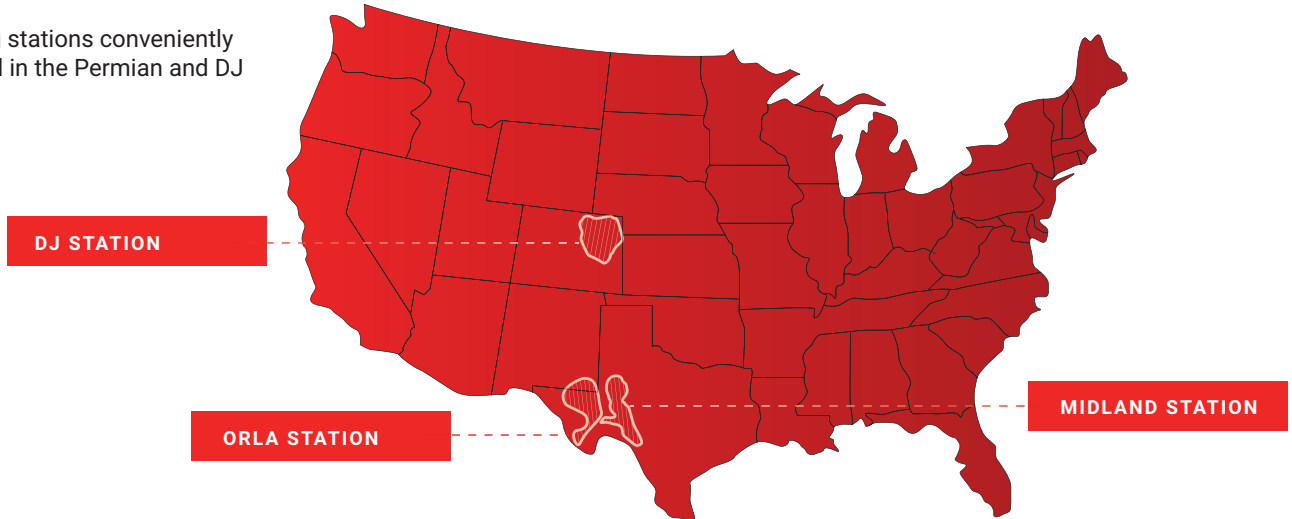 stations conveniently
in the Permian and DJ
DJ STATION
ORLA STATION
MIDLAND STATION